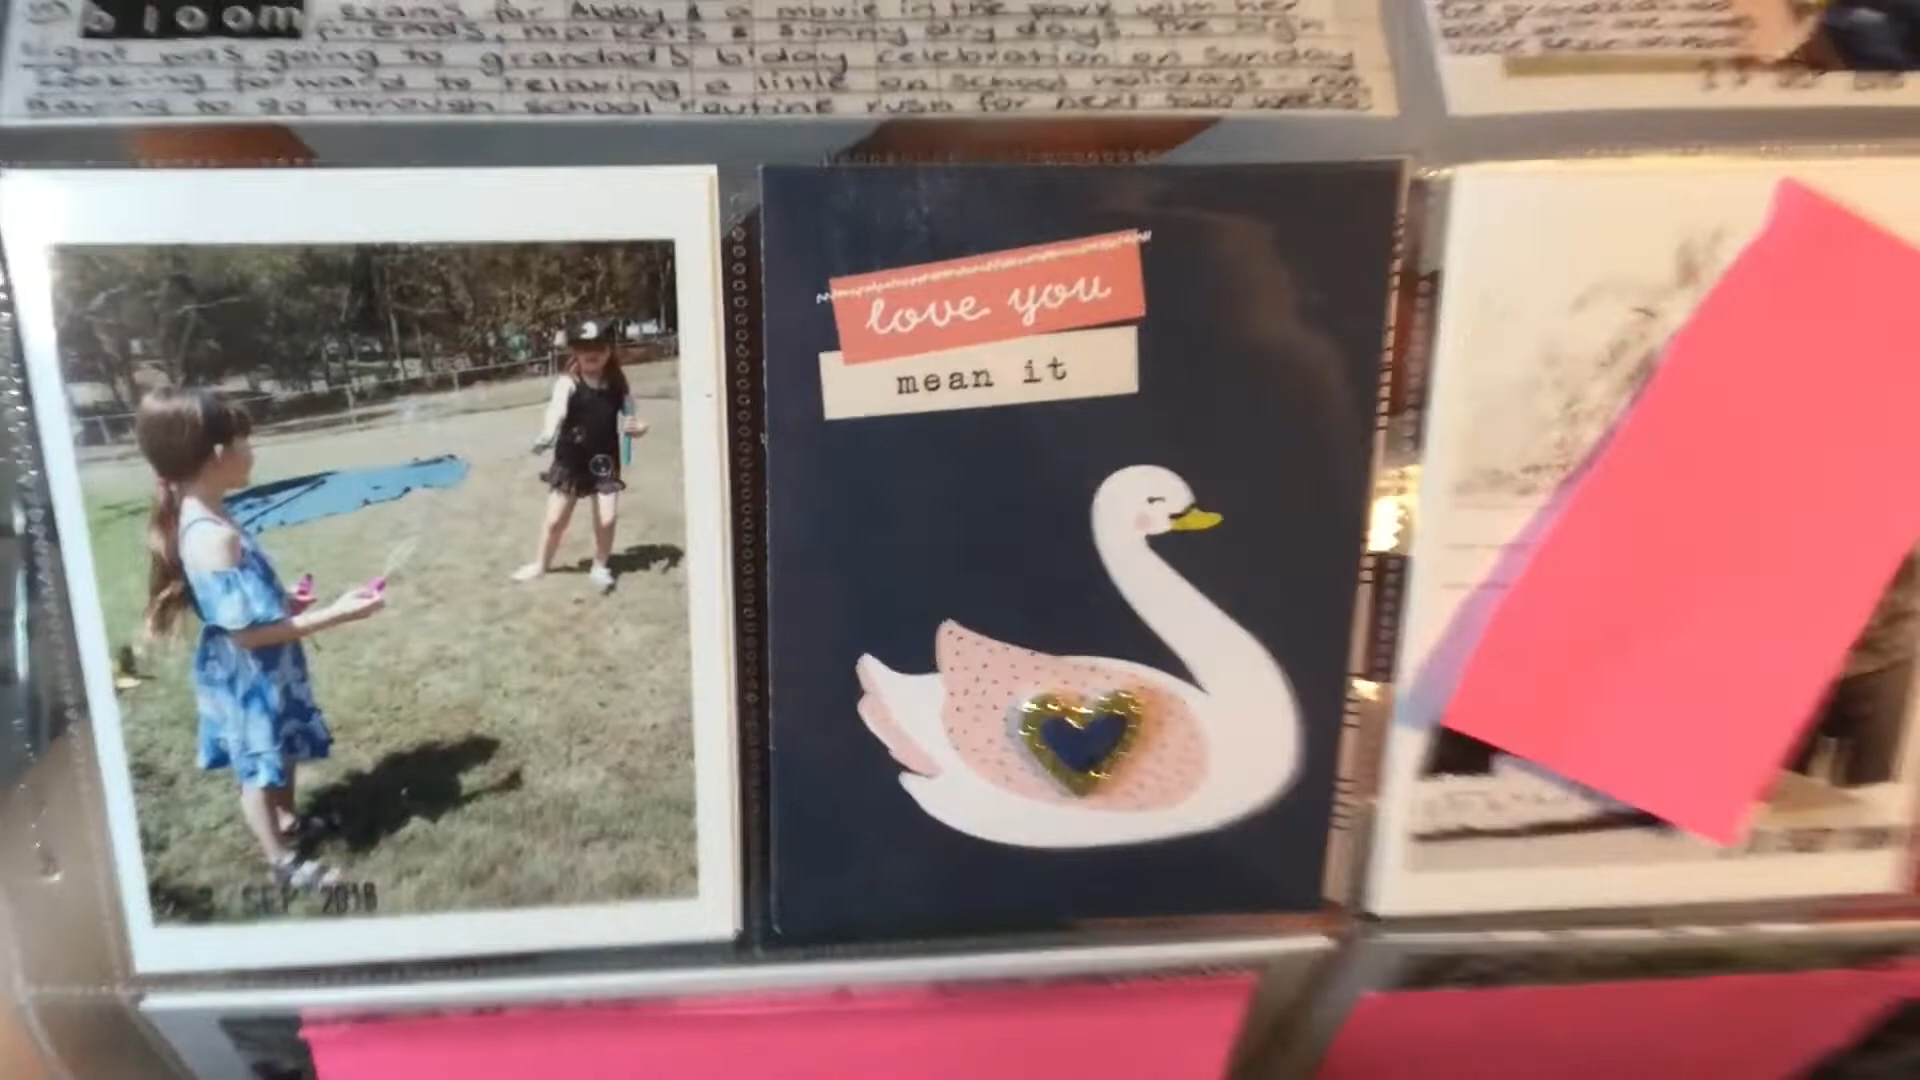 bloom
exams for Abby & a movie in the park with her
friends, markets & sunny dry days. The high
light was going to grandad's b'day celebration on Sunday
Looking forward to relaxing a little on school holidays - not
having to go through school routine rush for next two weeks.
love you
mean it
SEP 2018